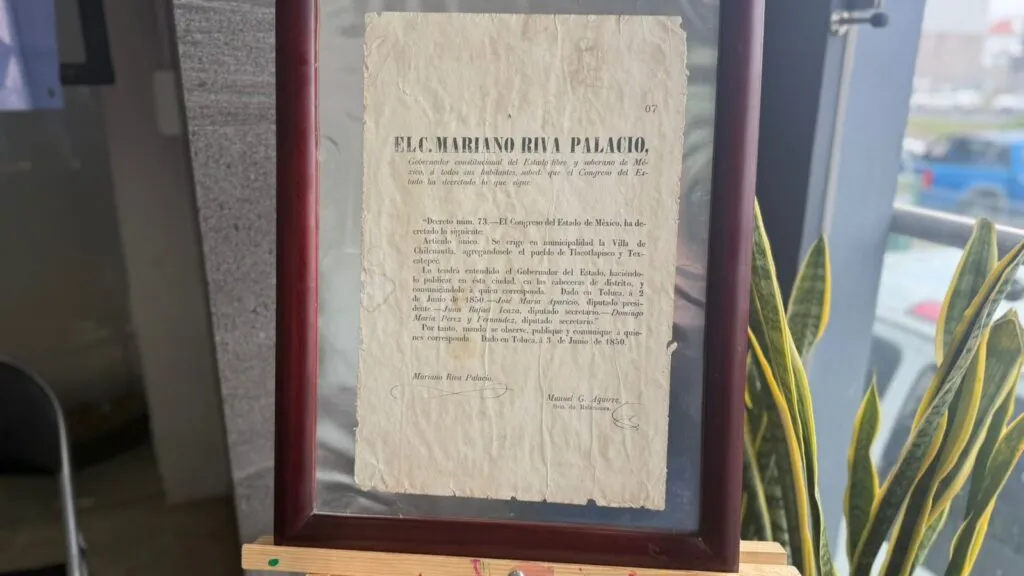 07
EL C. MARIANO RIVA PALACIO,
Gobernador constitucional del Estado libre y soberano de Mé-
xico, á todos sus habitantes, sabed: que el Congreso del Es-
tado ha decretado lo que sigue
"Decreto núm. 73.—El Congreso del Estado de México, ha de-
cretado lo siguiente:
Artículo único. Se erige en municipalidad la Villa de
Chilcuautla, agregandosele el pueblo de Tlacotlapisco y Tex-
catepec.
Lo tendrá entendido el Gobernador del Estado, haciéndo-
lo publicar en esta ciudad, en las cabeceras de distrito, y
comunicándolo á quien corresponda. Dado en Toluca, á 2
de Junio de 1850.—José María Aparicio, diputado presi-
dente.—Juan Rafael Icaza, diputado secretario.—Domingo
María Perez y Fernandez, diputado secretario."
Por tanto, mando se observe, publique y comunique á quie-
nes corresponda. Dado en Toluca, á 3 de Junio de 1850.
Mariano Riva Palacio.
Manuel G. Aguirre,
Srio. de Relaciones.